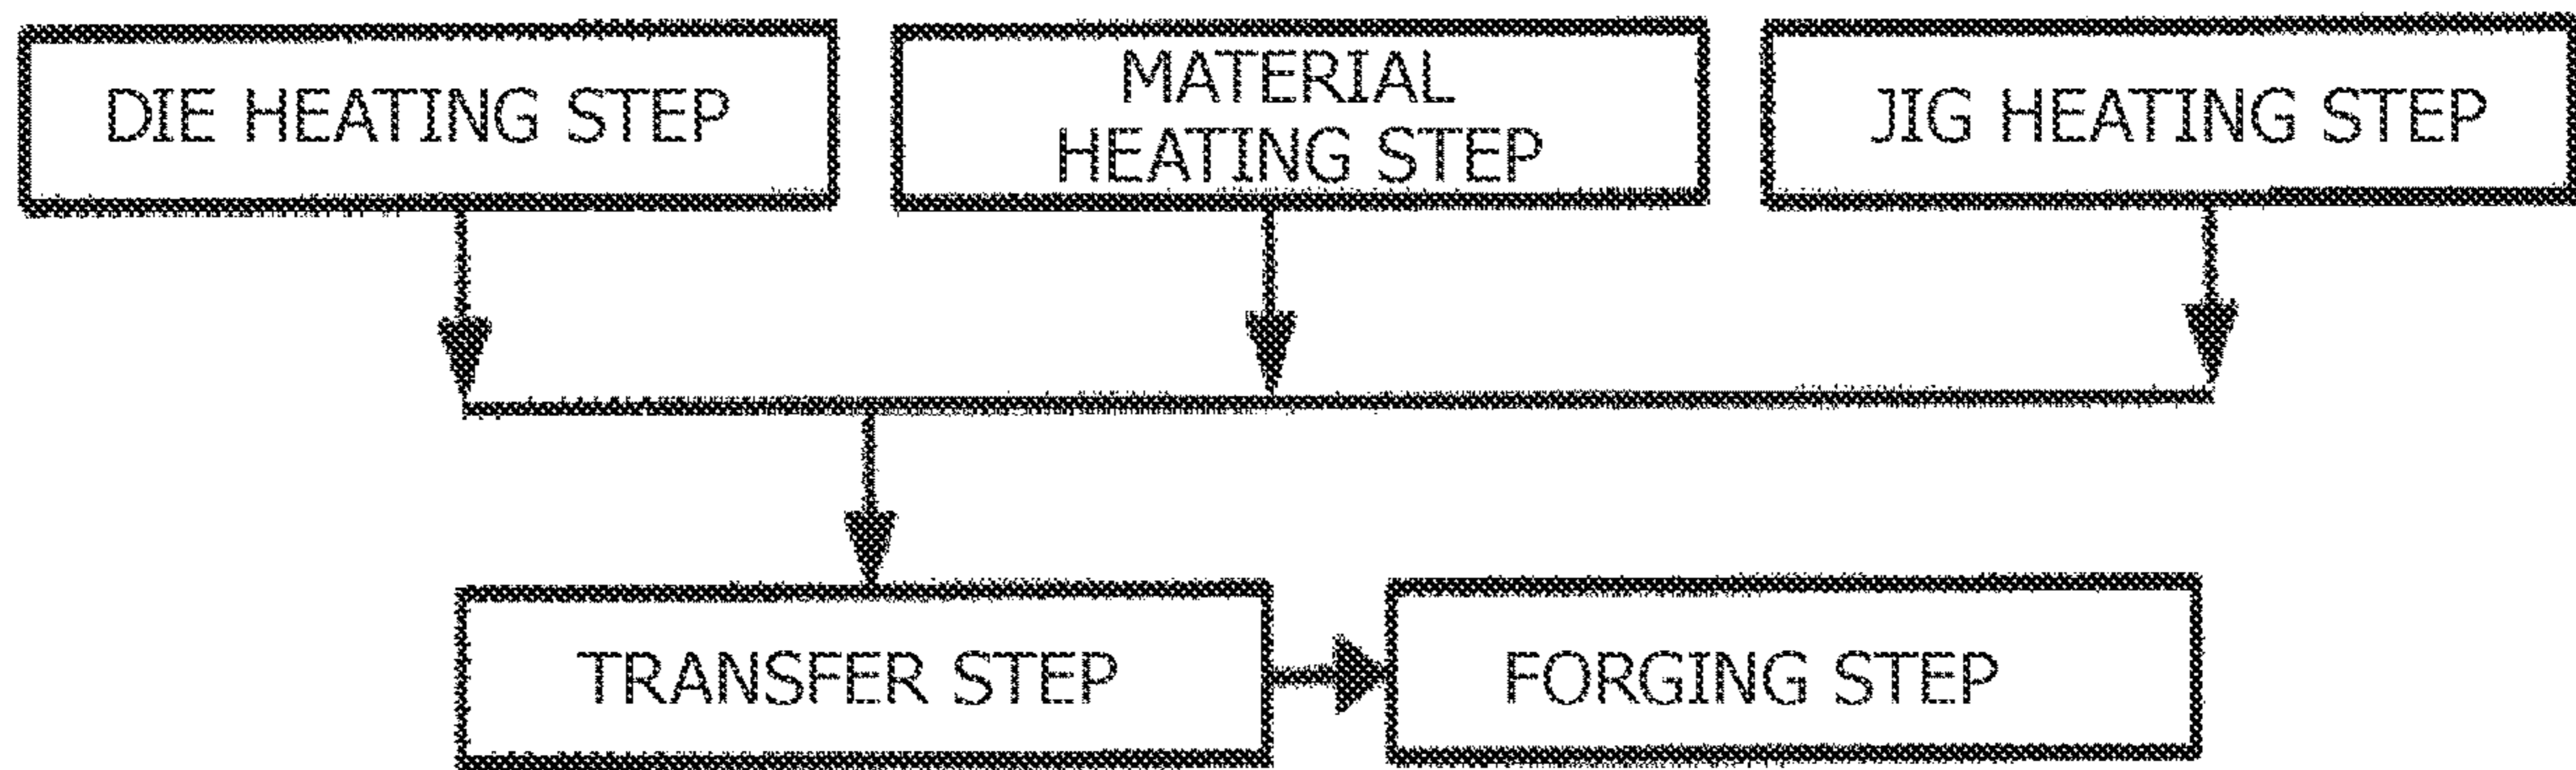 DIE HEATING STEP
MATERIAL
HEATING STEP
JIG HEATING STEP
TRANSFER STEP
FORGING STEP